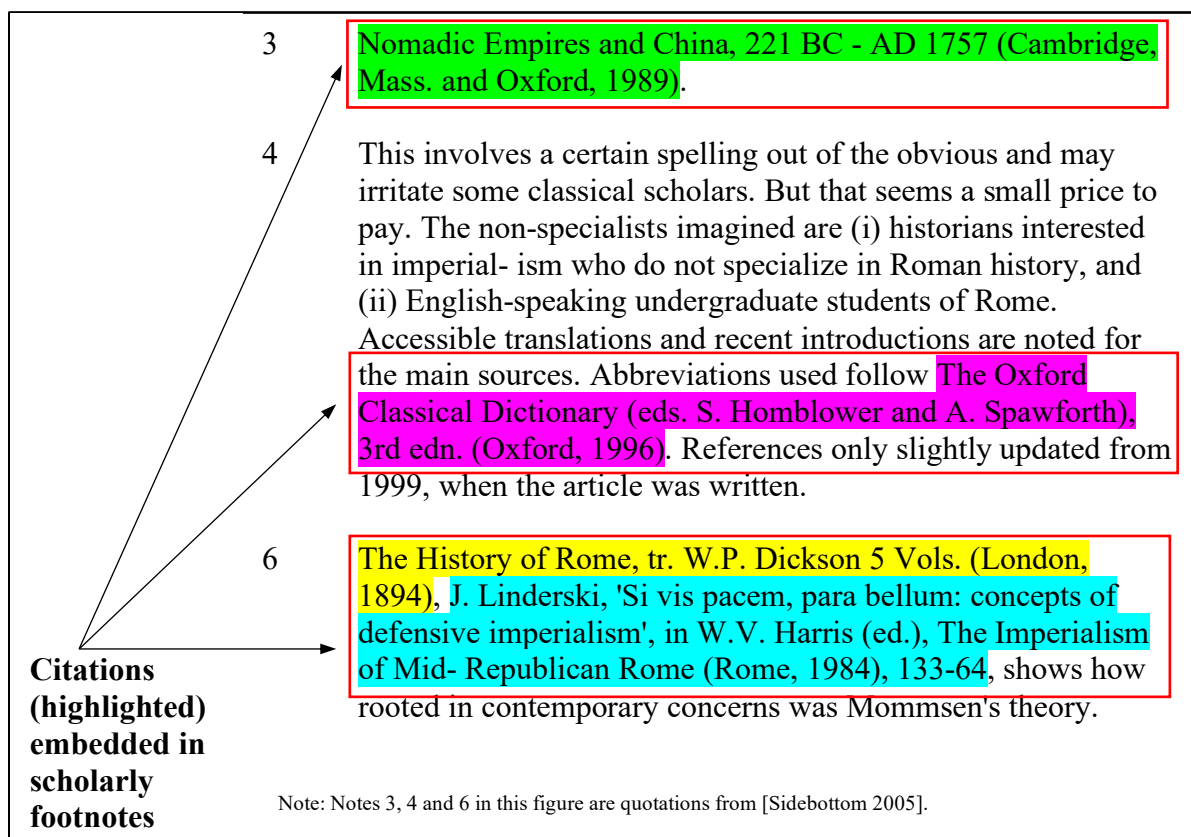 3 Nomadic Empires and China, 221 BC - AD 1757 (Cambridge,
Mass. and Oxford, 1989).
4 This involves a certain spelling out of the obvious and may
irritate some classical scholars. But that seems a small price to
pay. The non-specialists imagined are (i) historians interested
in imperial- ism who do not specialize in Roman history, and
(ii) English-speaking undergraduate students of Rome.
Accessible translations and recent introductions are noted for
the main sources. Abbreviations used follow The Oxford
Classical Dictionary (eds. S. Homblower and A. Spawforth),
3rd edn. (Oxford, 1996). References only slightly updated from
1999, when the article was written.
6 The History of Rome, tr. W.P. Dickson 5 Vols. (London,
1894), J. Linderski, 'Si vis pacem, para bellum: concepts of
defensive imperialism', in W.V. Harris (ed.), The Imperialism
of Mid- Republican Rome (Rome, 1984), 133-64, shows how
rooted in contemporary concerns was Mommsen's theory.
Citations
(highlighted)
embedded in
scholarly
footnotes
Note: Notes 3, 4 and 6 in this figure are quotations from [Sidebottom 2005].